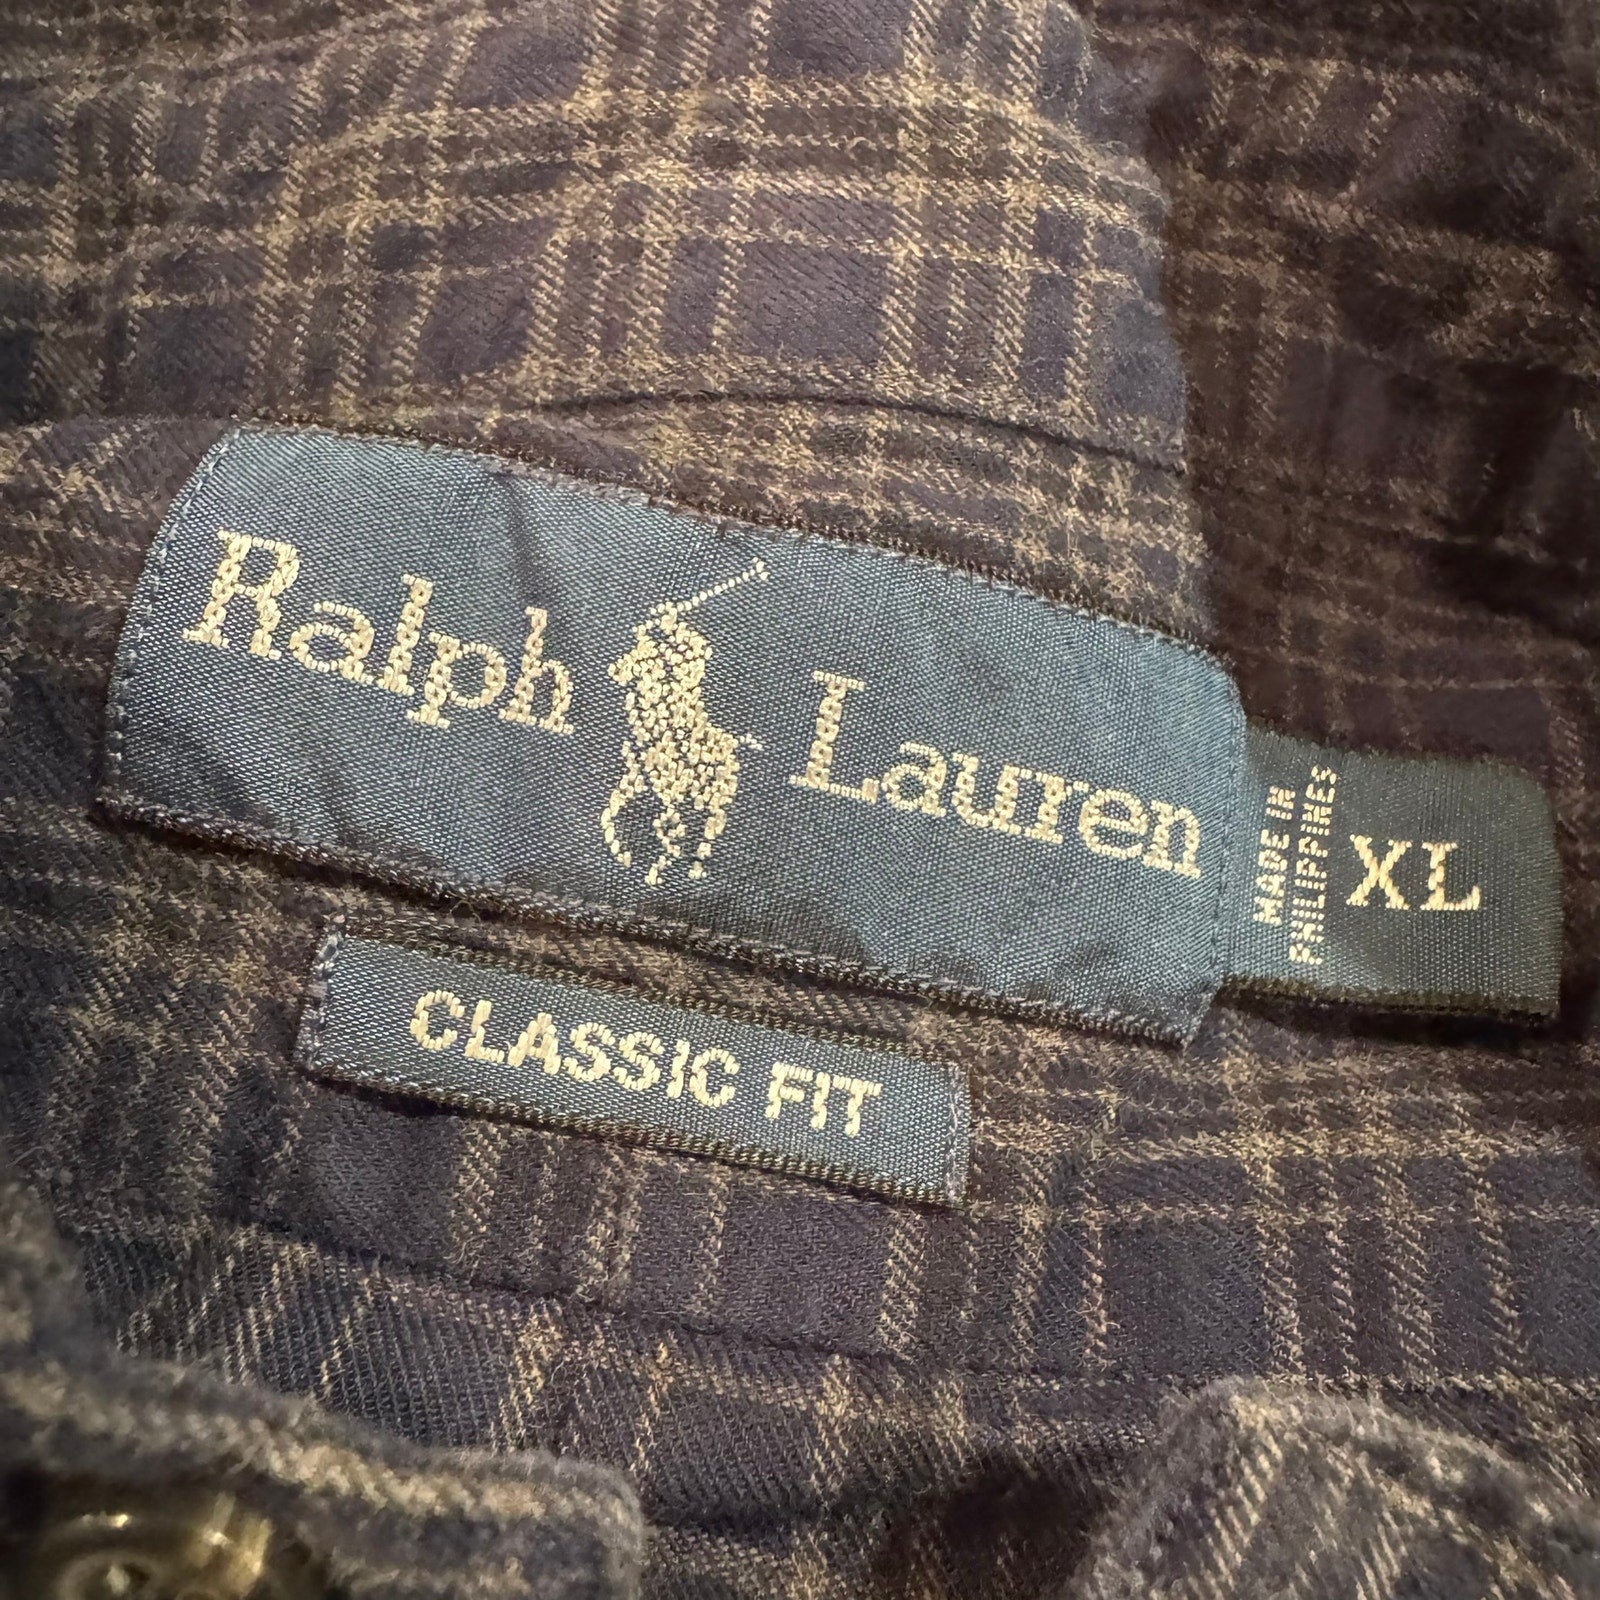 Ralph Lauren
MADE IN
PHILIPPINES
XL
CLASSIC FIT